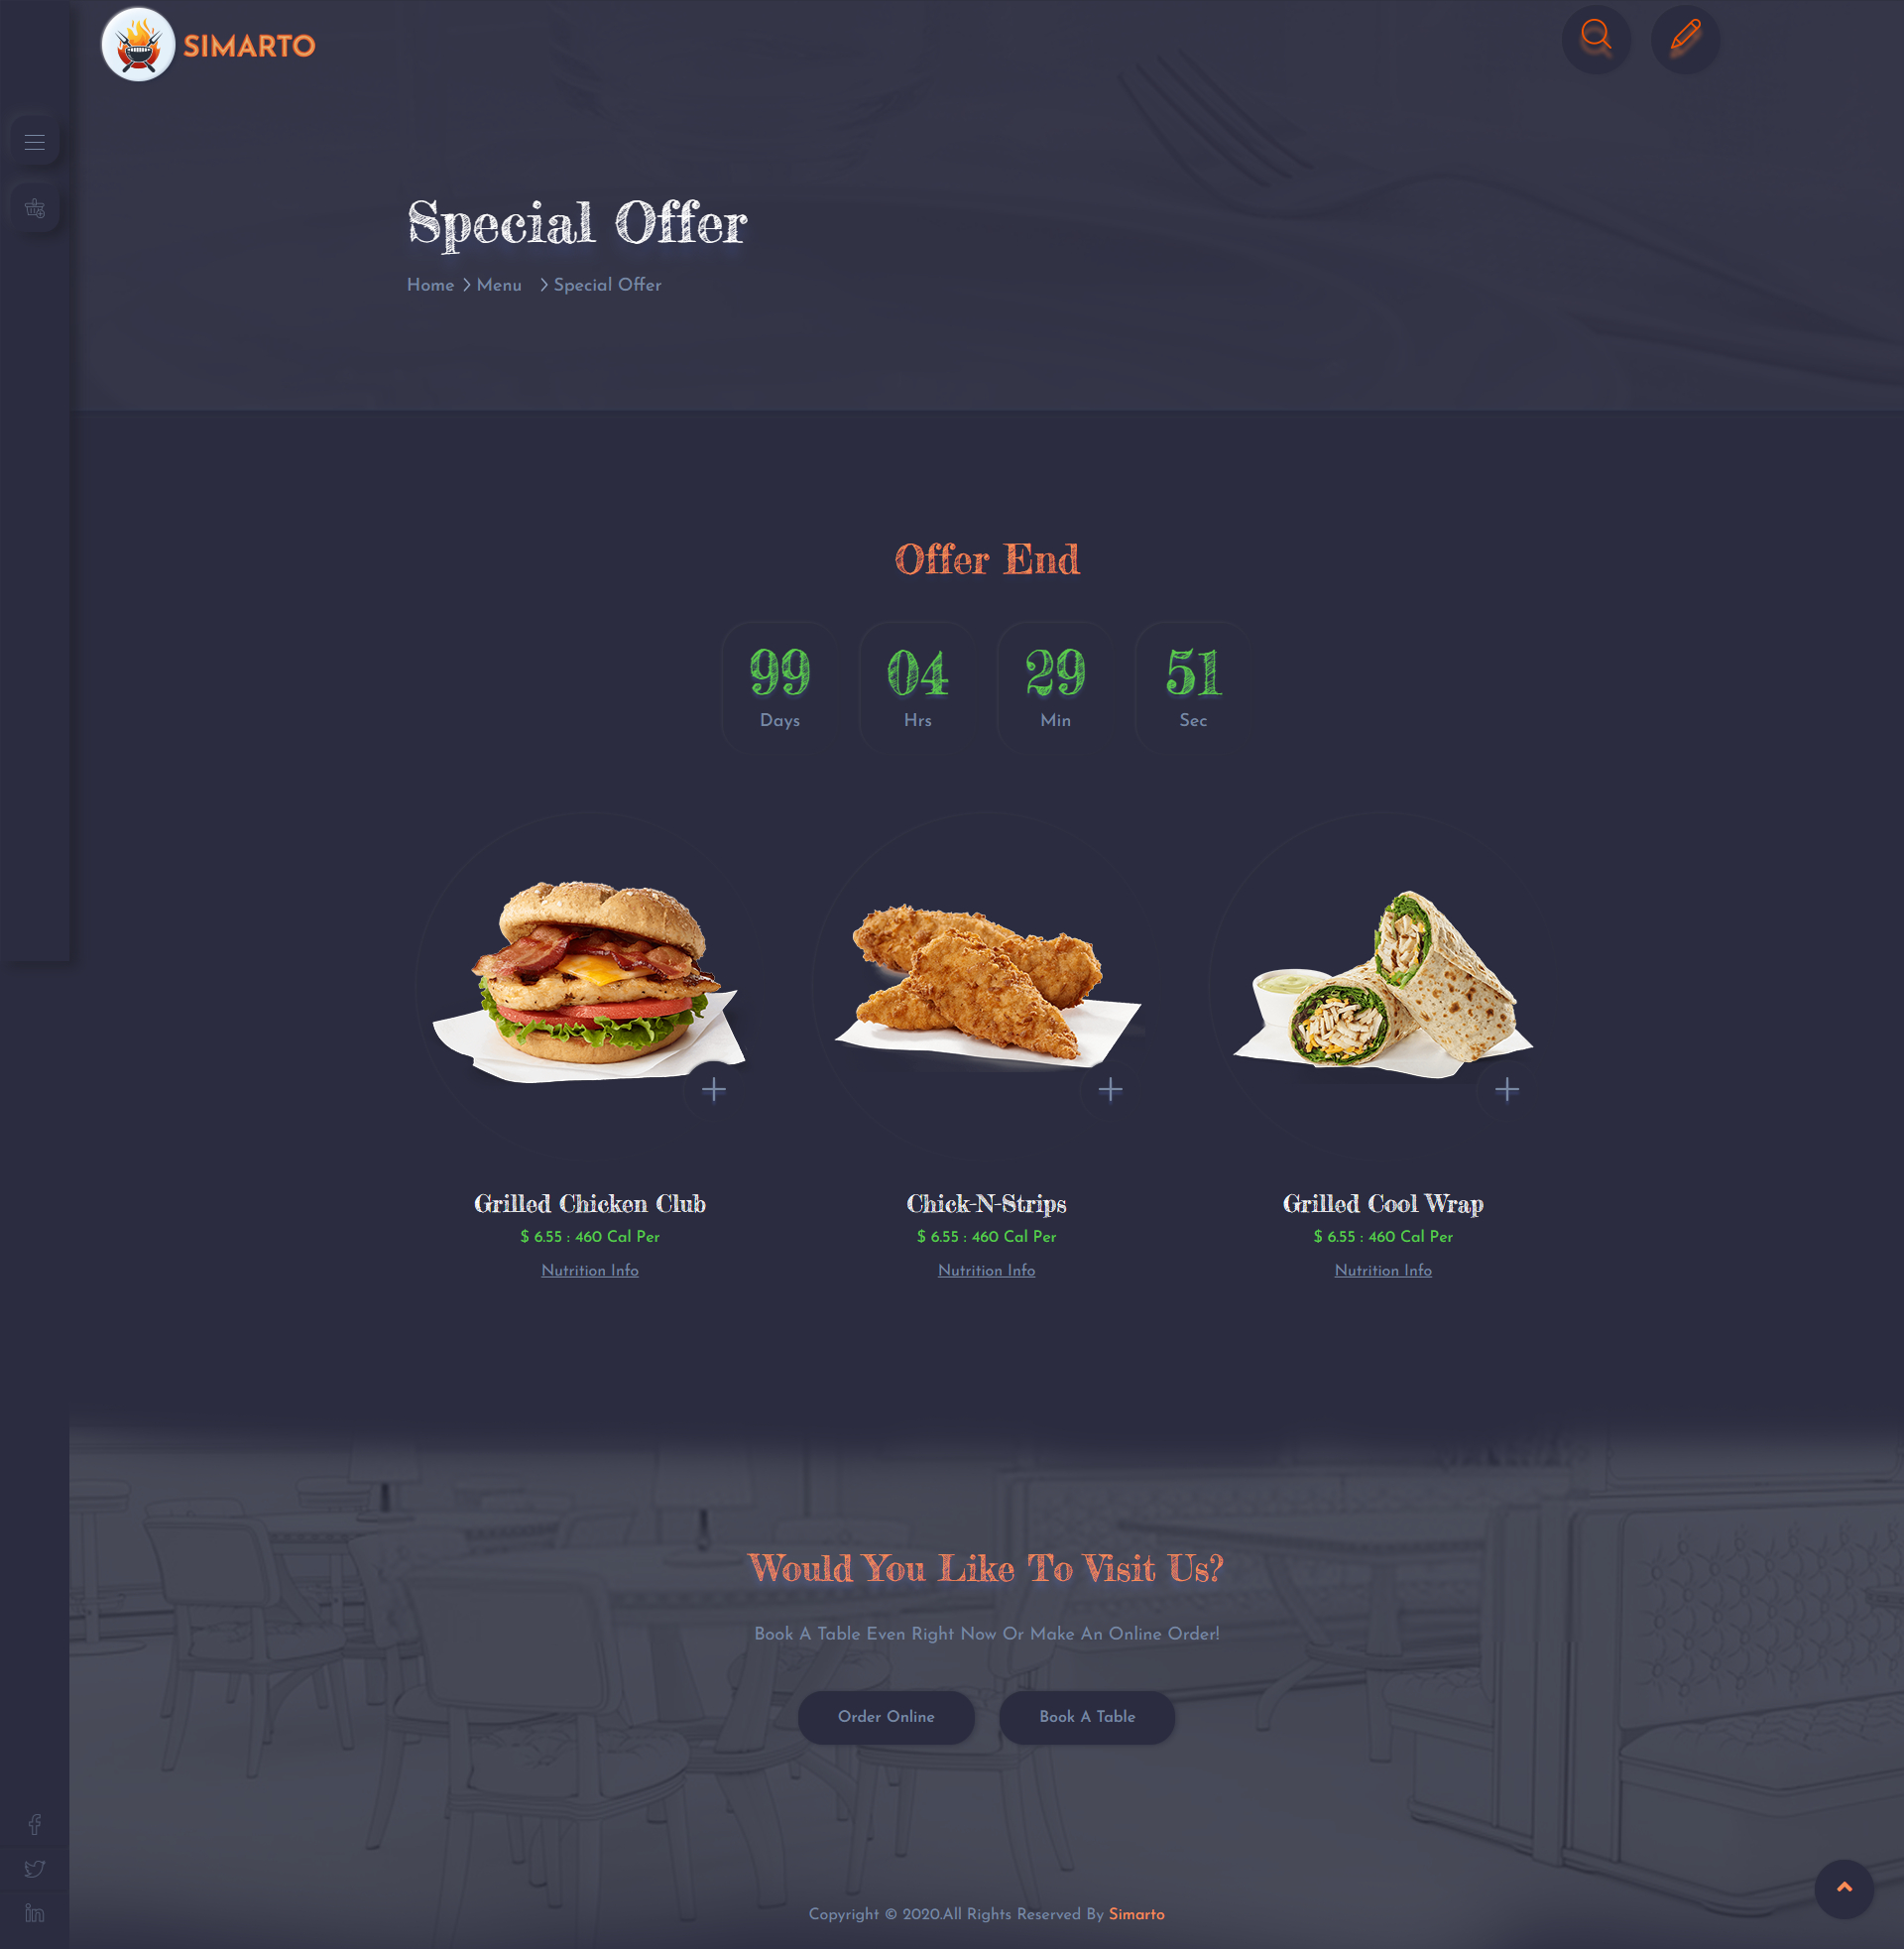 SIMARTO
Special Offer
Home > Menu > Special Offer
Offer End
99 04 29 51
Days Hrs Min Sec
Grilled Chicken Club Chick-N-Strips Grilled Cool Wrap
$ 6.55 : 460 Cal Per $ 6.55 : 460 Cal Per $ 6.55 : 460 Cal Per
Nutrition Info Nutrition Info Nutrition Info
Would You Like To Visit Us?
Book A Table Even Right Now Or Make An Online Order!
Order Online Book A Table
Copyright © 2020.All Rights Reserved By Simarto